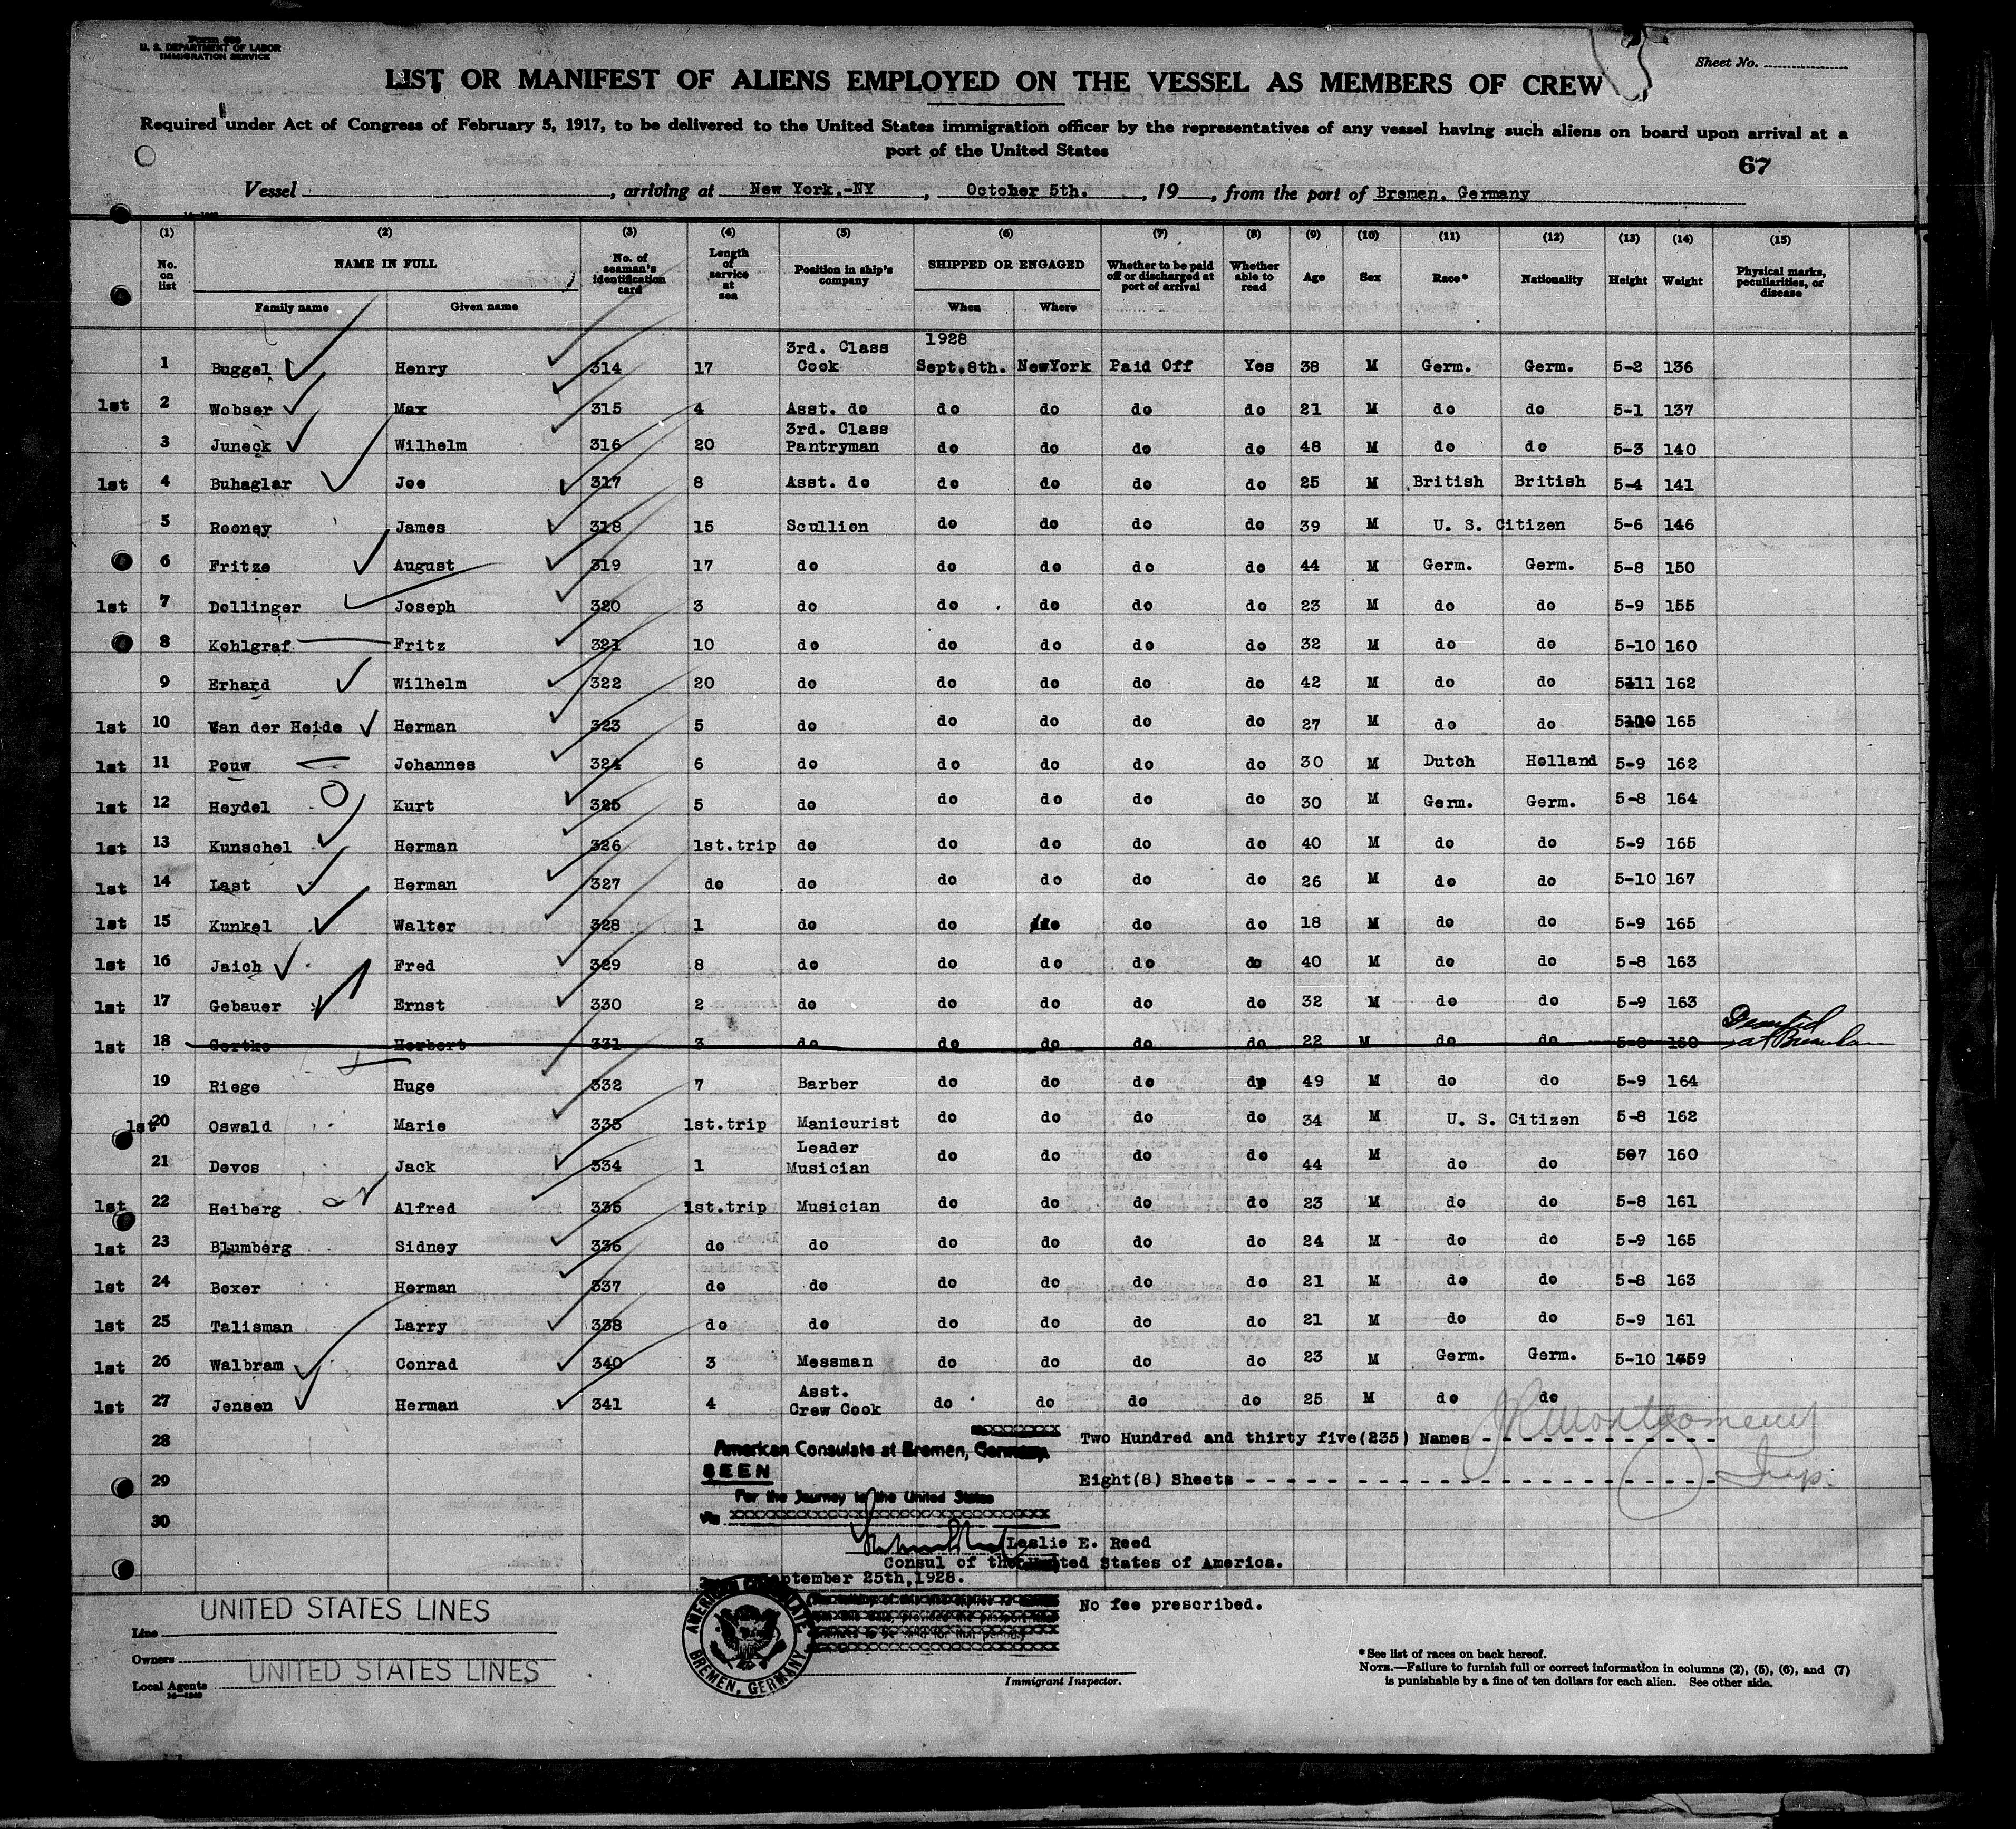 Form 680
U. S. DEPARTMENT OF LABOR
IMMIGRATION SERVICE
Sheet No.
LIST OR MANIFEST OF ALIENS EMPLOYED ON THE VESSEL AS MEMBERS OF CREW
Required under Act of Congress of February 5, 1917, to be delivered to the United States immigration officer by the representatives of any vessel having such aliens on board upon arrival at a
port of the United States
67
Vessel , arriving at New York.-NY , October 5th. , 19 , from the port of Bremen. Germany
(1) (2) (3) (4) (5) (6) (7) (8) (9) (10) (11) (12) (13) (14) (15)
No. on list NAME IN FULL Family name Given name No. of seaman's identification card Length of service at sea Position in ship's company SHIPPED OR ENGAGED When Where Whether to be paid off or discharged at port of arrival Whether able to read Age Sex Race* Nationality Height Weight Physical marks, peculiarities, or disease
1 Buggel Henry 314 17 3rd. Class Cook 1928 Sept.8th. NewYork Paid Off Yes 38 M Germ. Germ. 5-2 136
1st 2 Wobser Max 315 4 Asst. do do do do do 21 M do do 5-1 137
3 Juneck Wilhelm 316 20 3rd. Class Pantryman do do do do 48 M do do 5-3 140
1st 4 Buhaglar Joe 317 8 Asst. do do do do do 25 M British British 5-4 141
5 Rooney James 318 15 Scullion do do do do 39 M U. S. Citizen 5-6 146
6 Fritze August 319 17 do do do do do 44 M Germ. Germ. 5-8 150
1st 7 Dollinger Joseph 320 3 do do do do do 23 M do do 5-9 155
8 Kohlgraf Fritz 321 10 do do do do do 32 M do do 5-10 160
9 Erhard Wilhelm 322 20 do do do do do 42 M do do 5111 162
1st 10 Van der Heide Herman 323 5 do do do do do 27 M do do 165
1st 11 Pouw Johannes 324 6 do do do do do 30 M Dutch Holland 5-9 162
1st 12 Heydel Kurt 325 5 do do do do do 30 M Germ. Germ. 5-8 164
1st 13 Kunschel Herman 326 1st.trip do do do do do 40 M do do 5-9 165
1st 14 Last Herman 327 do do do do do do 26 M do do 5-10 167
1st 15 Kunkel Walter 328 1 do do do do do 18 M do do 5-9 165
1st 16 Jaich Fred 329 8 do do do do do 40 M do do 5-8 163
1st 17 Gebauer Ernst 330 2 do do do do do 32 M do do 5-9 163
1st 18 Gertke Herbert 331 3 do do do do do 22 M do do 5-8 160
19 Riege Huge 332 7 Barber do do do do 49 M do do 5-9 164
1st 20 Oswald Marie 333 1st.trip Manicurist do do do do 34 M U. S. Citizen 5-8 162
21 Devos Jack 334 1 Leader Musician do do do do 44 M do do 507 160
1st 22 Heiberg Alfred 335 1st.trip Musician do do do do 23 M do do 5-8 161
1st 23 Blumberg Sidney 336 do do do do do do 24 M do do 5-9 165
1st 24 Boxer Herman 337 do do do do do do 21 M do do 5-8 163
1st 25 Talisman Larry 338 do do do do do do 21 M do do 5-9 161
1st 26 Walbram Conrad 340 3 Messman do do do do 23 M Germ. Germ. 5-10 159
1st 27 Jensen Herman 341 4 Asst. Crew Cook do do do do 25 M do do
28 American Consulate at Bremen, Germany. Two Hundred and thirty five(235) Names - - - - - - - - - - - - JR Montgomery
SEEN
29 Eight(8) Sheets - - - - - - - - - - - - - - - - - - - - - - - - Insp.
For the Journey to the United States
30 via XXXXXXXXXXXXXXXXXXXXXXXX
Leslie E. Reed
Consul of the United States of America.
September 25th,1928.
UNITED STATES LINES
No fee prescribed.
Line
Owners
UNITED STATES LINES
Local Agents
AMERICAN CONSULATE
BREMEN, GERMANY
Immigrant Inspector.
*See list of races on back hereof.
NOTE.—Failure to furnish full or correct information in columns (2), (5), (6), and (7)
is punishable by a fine of ten dollars for each alien. See other side.